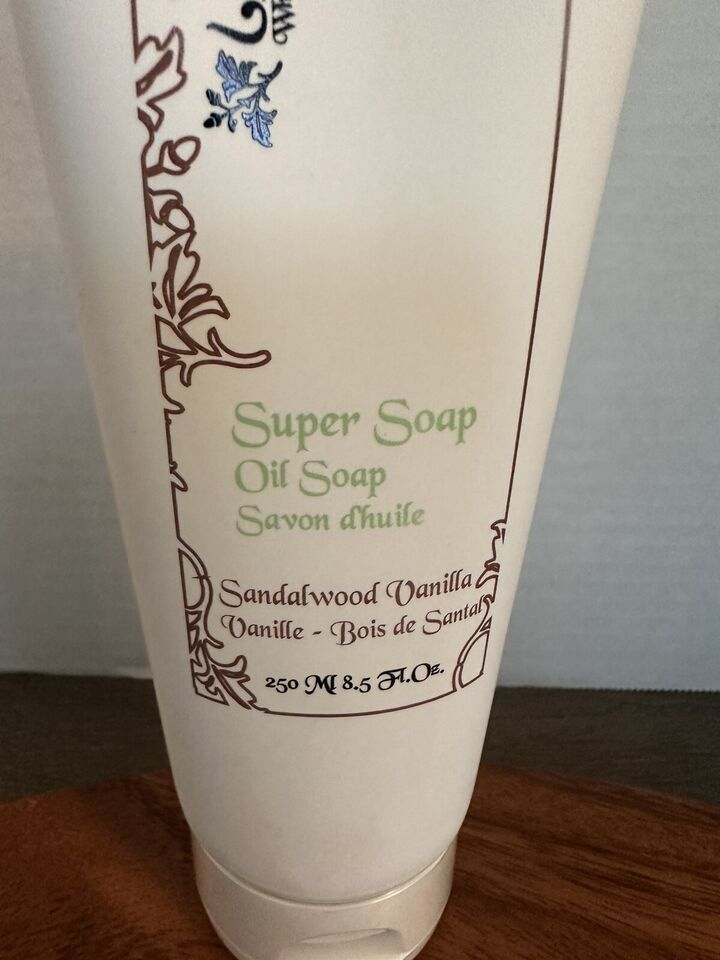 Super Soap
Oil Soap
Savon d'huile
Sandalwood Vanilla
Vanille - Bois de Santal
250 Ml 8.5 Fl.Oz.